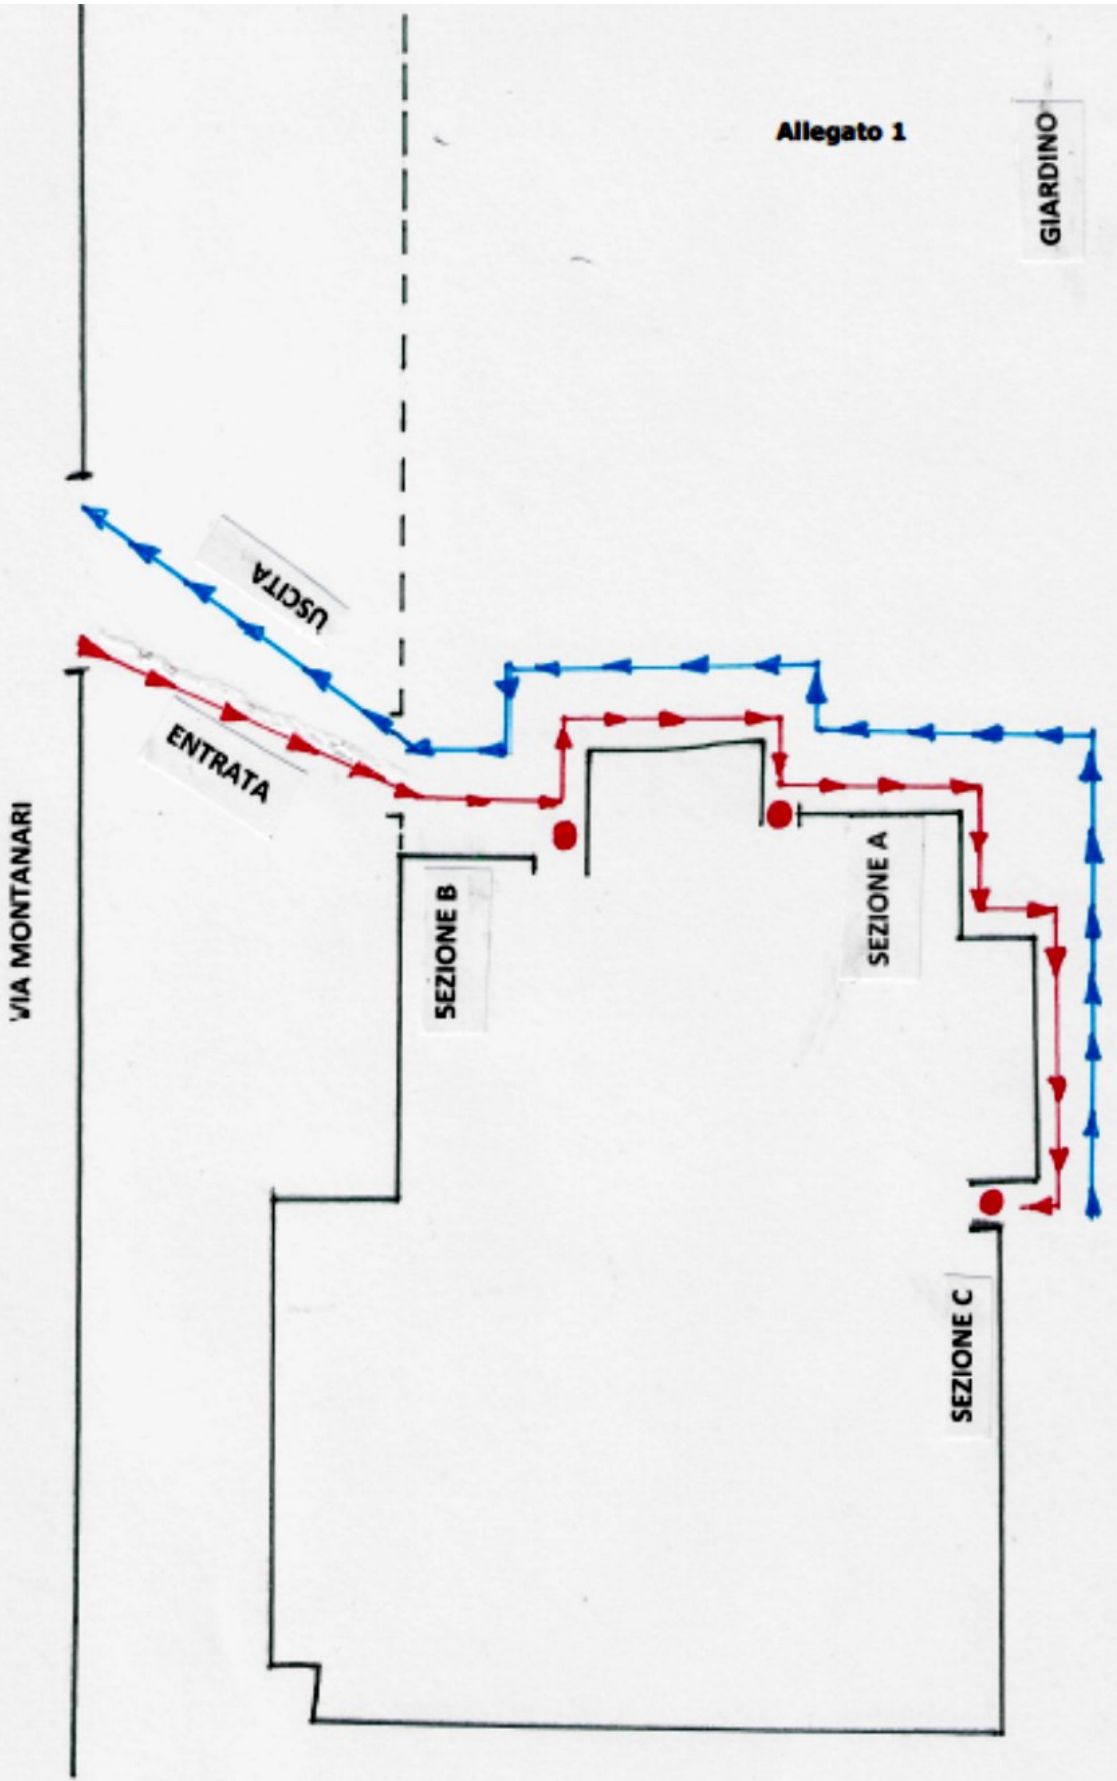 Allegato 1
GIARDINO
USCITA
ENTRATA
VIA MONTANARI
SEZIONE B
SEZIONE A
SEZIONE C